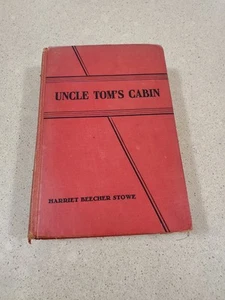 UNCLE TOM'S CABIN
HARRIET BEECHER STOWE